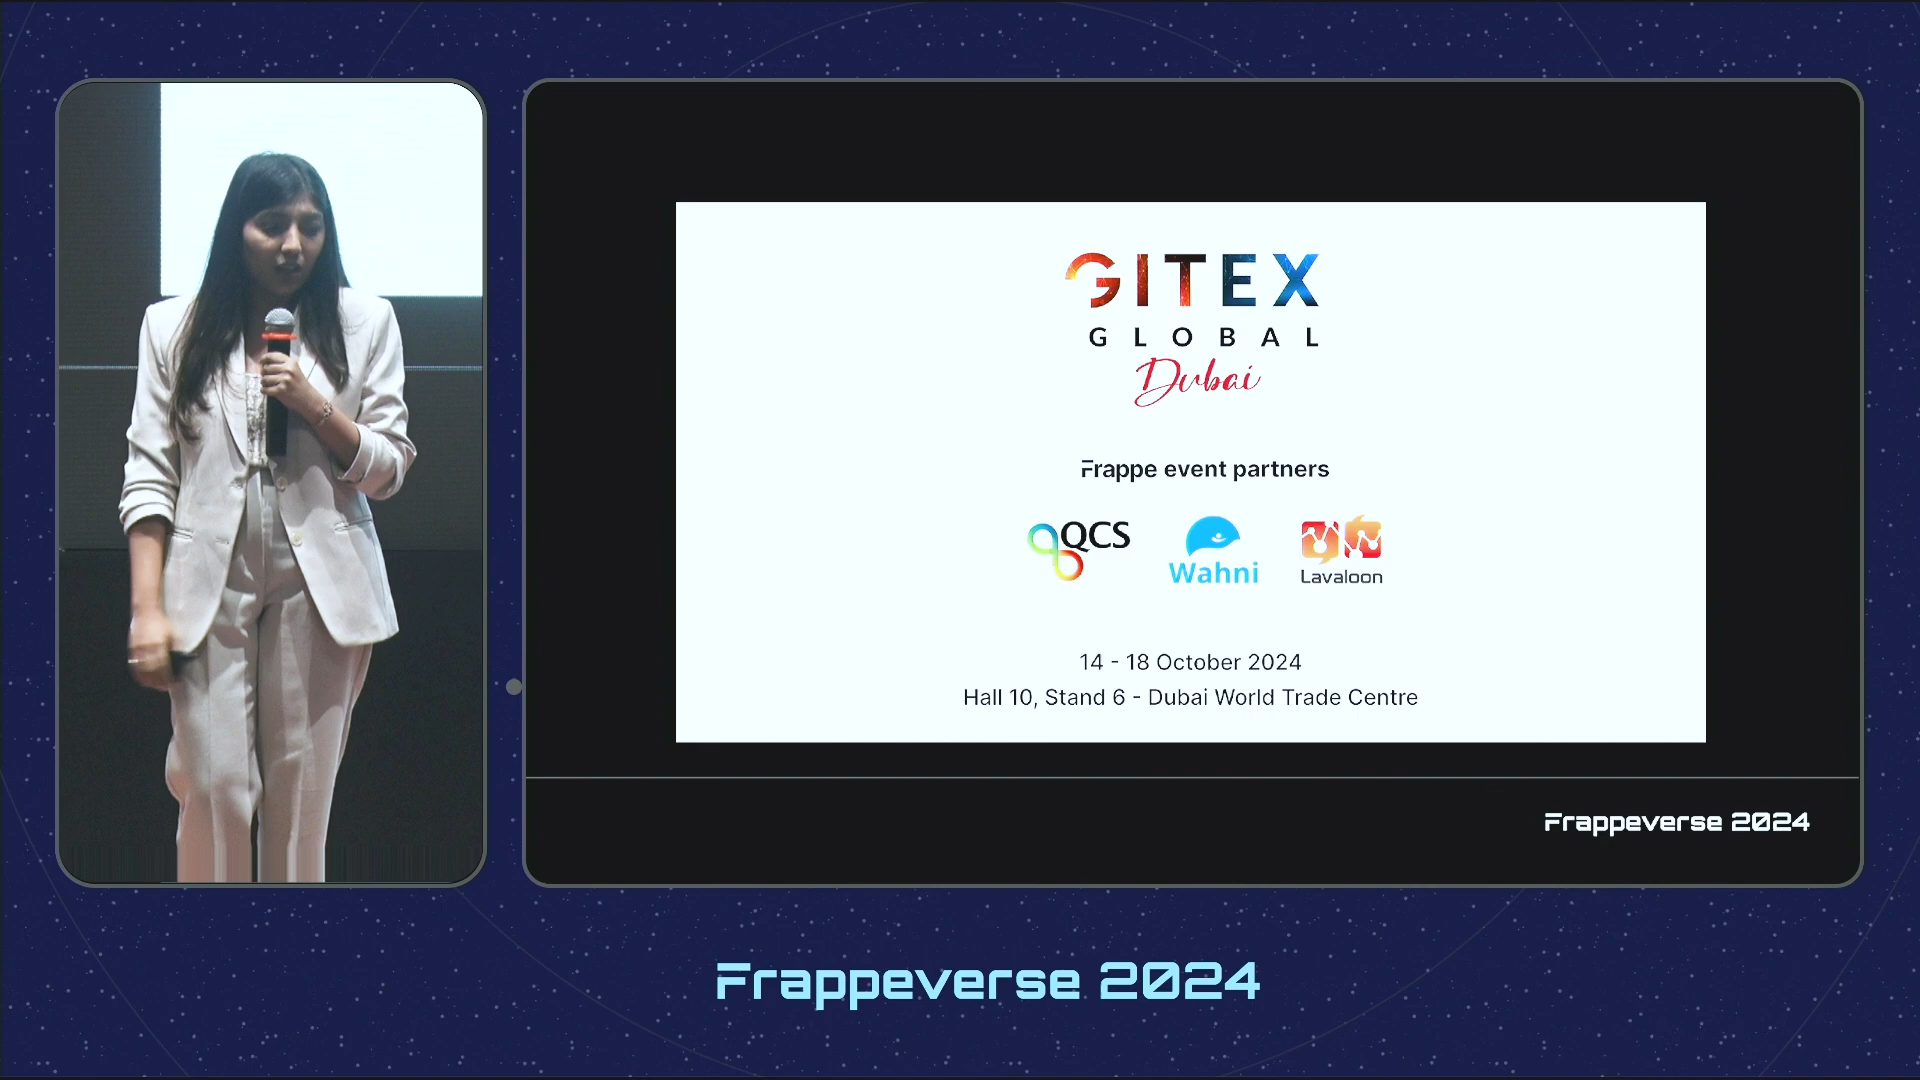 GITEX
GLOBAL
Dubai
Frappe event partners
QCS
Wahni
Lavaloon
14 - 18 October 2024
Hall 10, Stand 6 - Dubai World Trade Centre
Frappeverse 2024
Frappeverse 2024